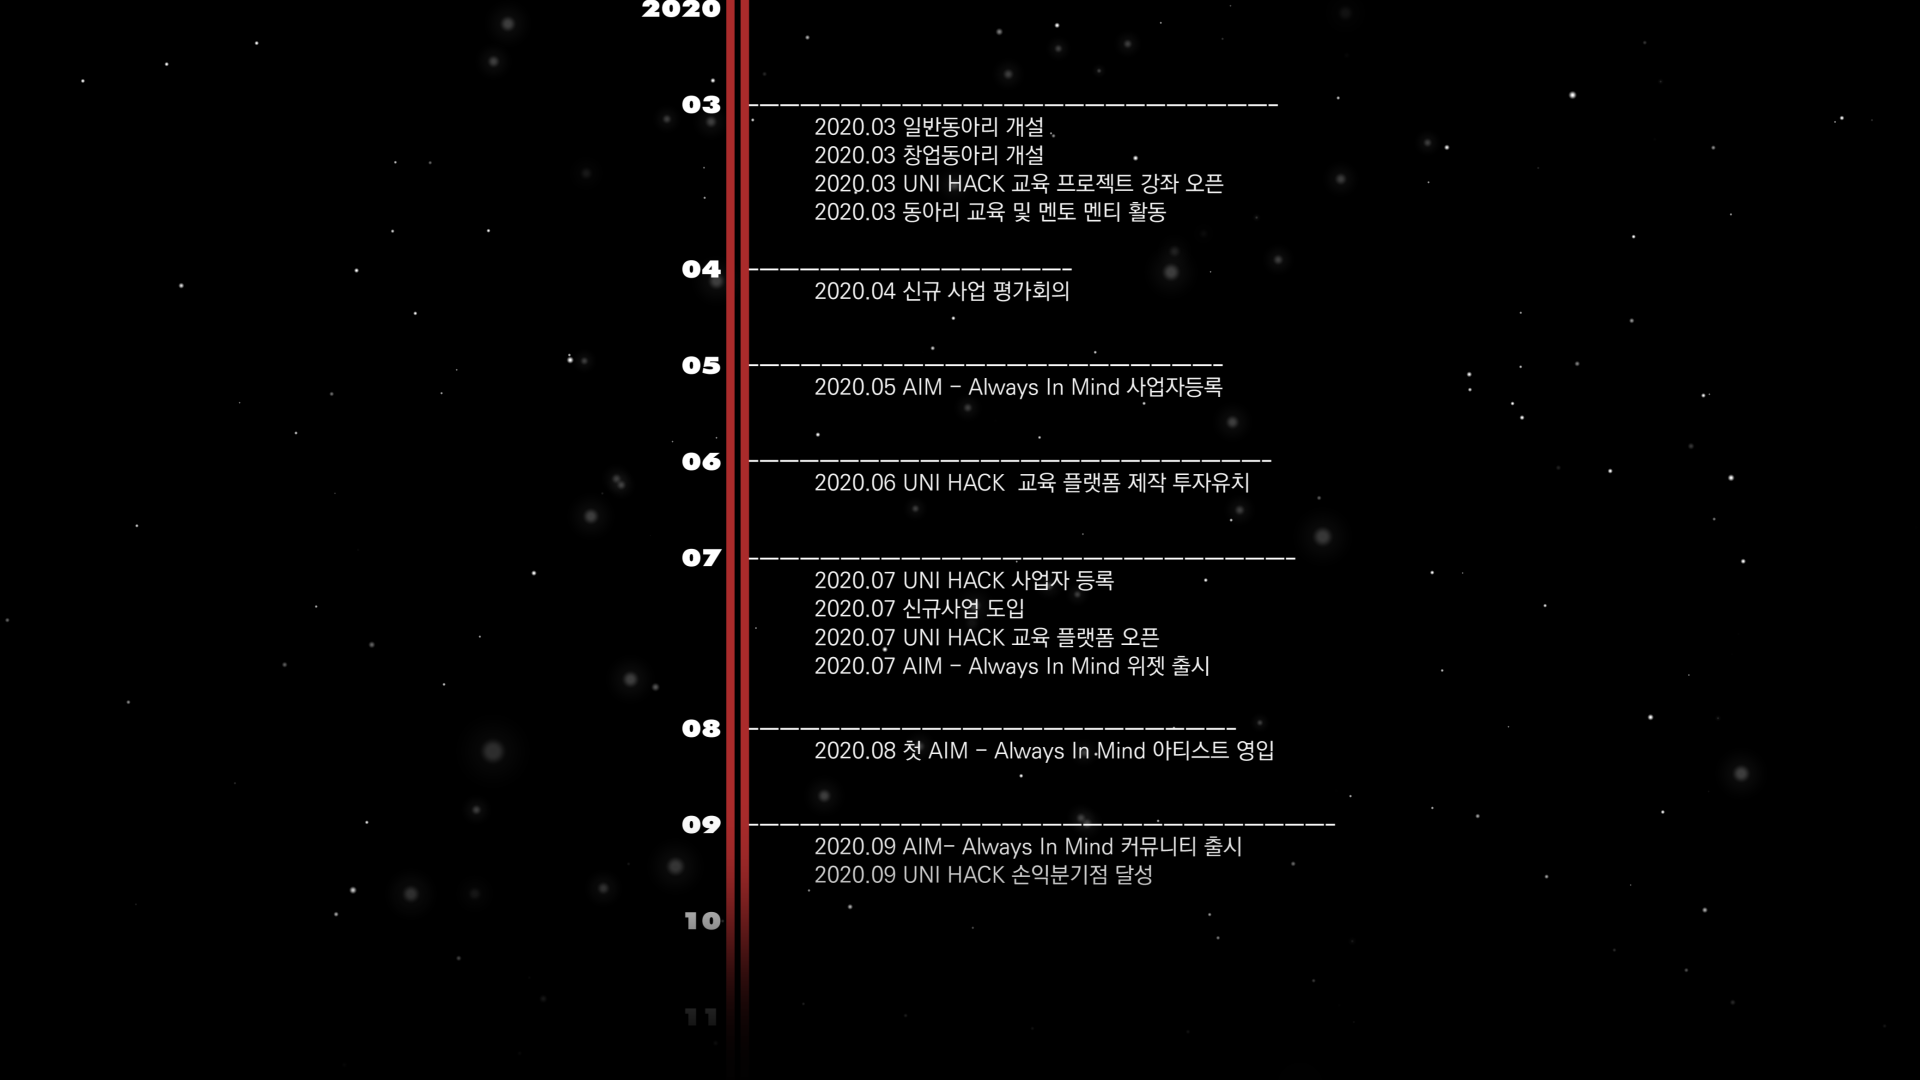 2020
03
2020.03 일반동아리 개설
2020.03 창업동아리 개설
2020.03 UNI HACK 교육 프로젝트 강좌 오픈
2020.03 동아리 교육 및 멘토 멘티 활동
04
2020.04 신규 사업 평가회의
05
2020.05 AIM - Always In Mind 사업자등록
06
2020.06 UNI HACK  교육 플랫폼 제작 투자유치
07
2020.07 UNI HACK 사업자 등록
2020.07 신규사업 도입
2020.07 UNI HACK 교육 플랫폼 오픈
2020.07 AIM - Always In Mind 위젯 출시
08
2020.08 첫 AIM - Always In Mind 아티스트 영입
09
2020.09 AIM- Always In Mind 커뮤니티 출시
2020.09 UNI HACK 손익분기점 달성
10
11